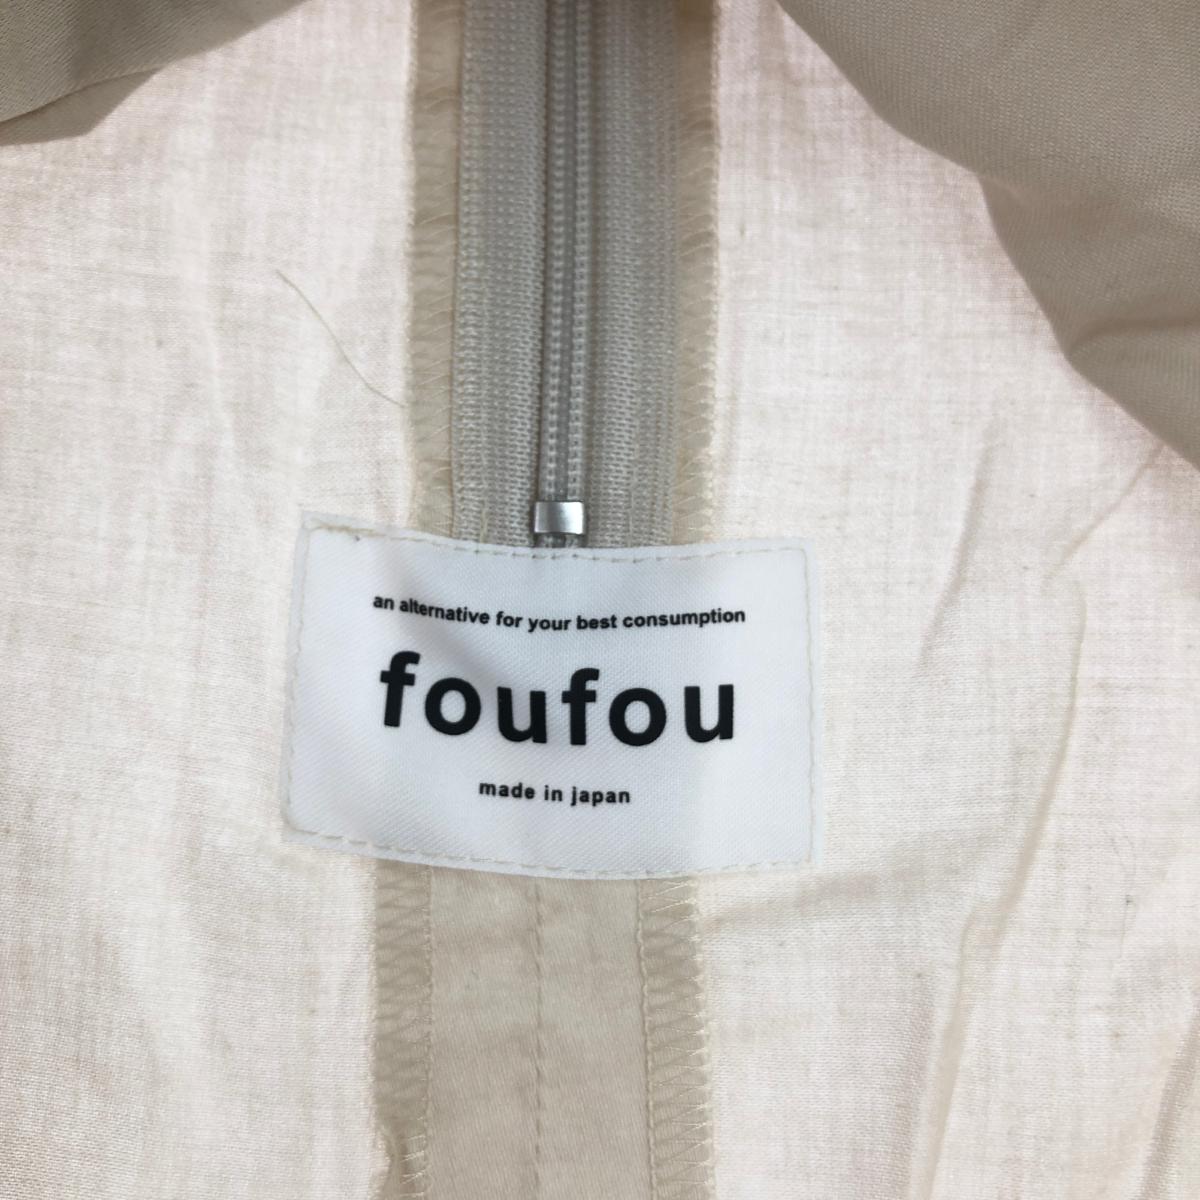 an alternative for your best consumption
foufou
made in japan